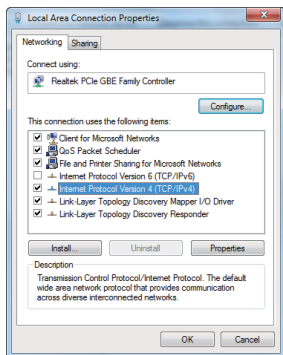 Local Area Connection Properties
Networking Sharing
Connect using:
Realtek PCIe GBE Family Controller
Configure...
This connection uses the following items:
Client for Microsoft Networks
QoS Packet Scheduler
File and Printer Sharing for Microsoft Networks
Internet Protocol Version 6 (TCP/IPv6)
Internet Protocol Version 4 (TCP/IPv4)
Link-Layer Topology Discovery Mapper I/O Driver
Link-Layer Topology Discovery Responder
Install... Uninstall Properties
Description
Transmission Control Protocol/Internet Protocol. The default
wide area network protocol that provides communication
across diverse interconnected networks.
OK Cancel